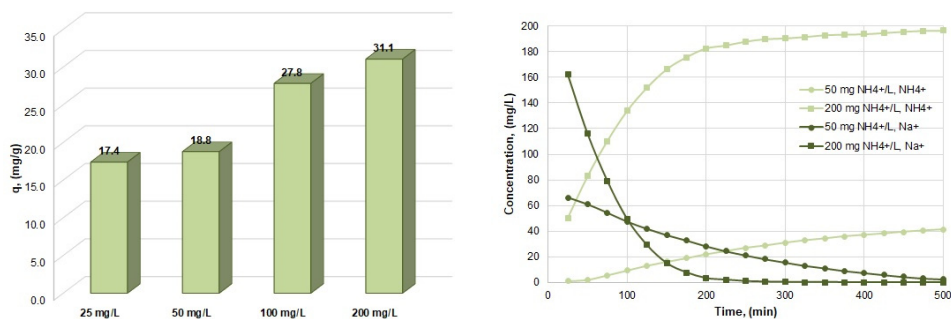 35.0
30.0
25.0
20.0
15.0
10.0
5.0
0.0
q, (mg/g)
17.4
18.8
27.8
31.1
25 mg/L 50 mg/L 100 mg/L 200 mg/L
200
180
160
140
120
100
80
60
40
20
0
Concentration, (mg/L)
50 mg NH4+/L, NH4+
200 mg NH4+/L, NH4+
50 mg NH4+/L, Na+
200 mg NH4+/L, Na+
0 100 200 300 400 500
Time, (min)